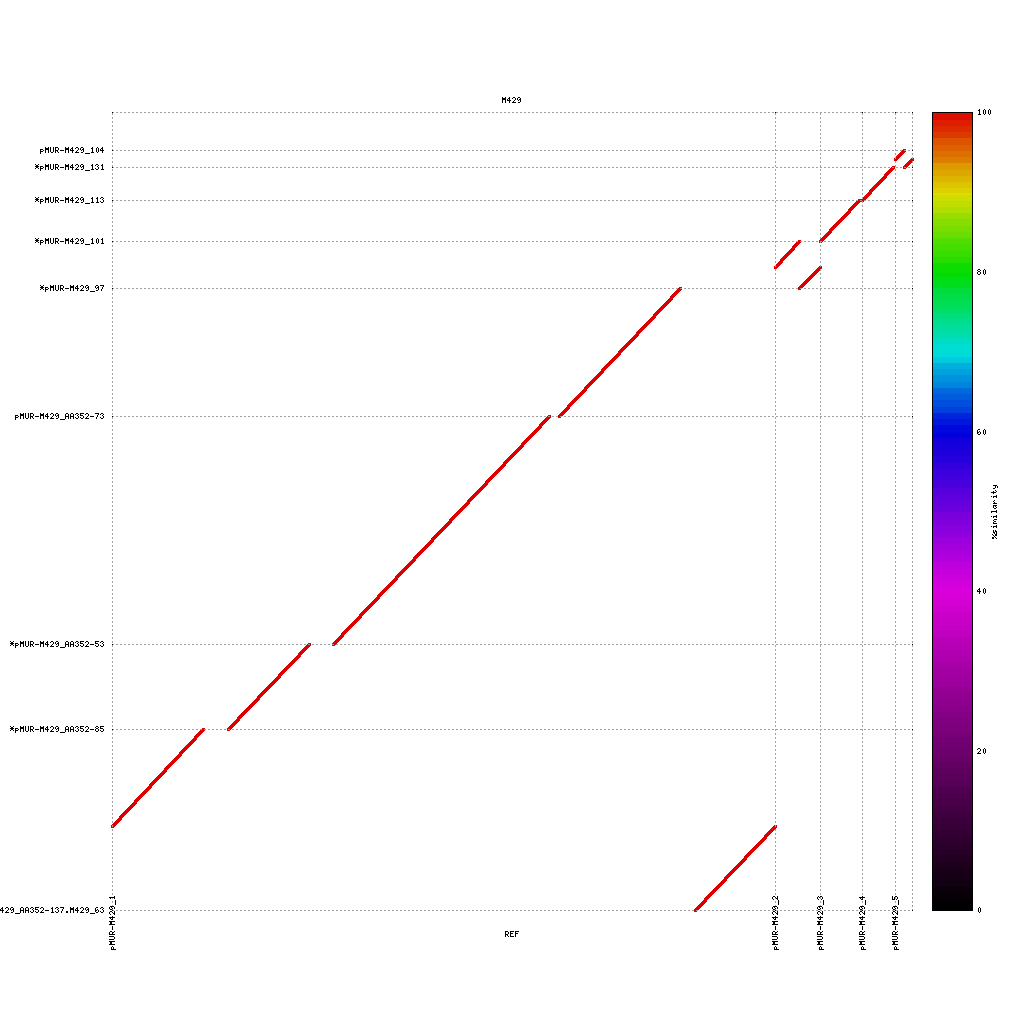 M429
pMUR-M429_104
*pMUR-M429_131
*pMUR-M429_113
*pMUR-M429_101
*pMUR-M429_97
pMUR-M429_AA352-73
*pMUR-M429_AA352-53
*pMUR-M429_AA352-85
429_AA352-137.M429_63
pMUR-M429_1
pMUR-M429_2
pMUR-M429_3
pMUR-M429_4
pMUR-M429_5
REF
100
80
60
40
20
0
%similarity